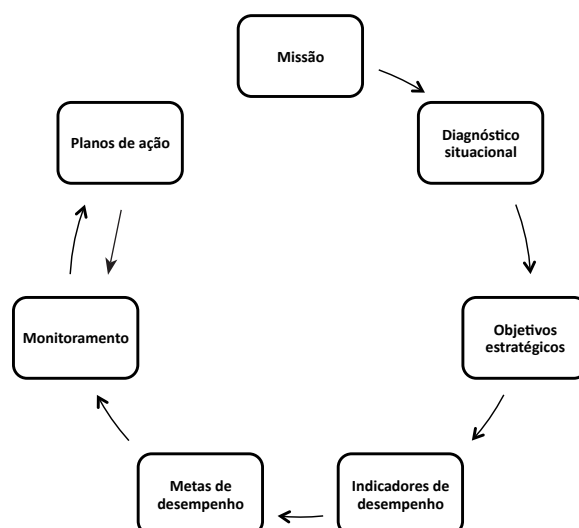 Missão
Diagnóstico
situacional
Objetivos
estratégicos
Indicadores de
desempenho
Metas de
desempenho
Monitoramento
Planos de ação